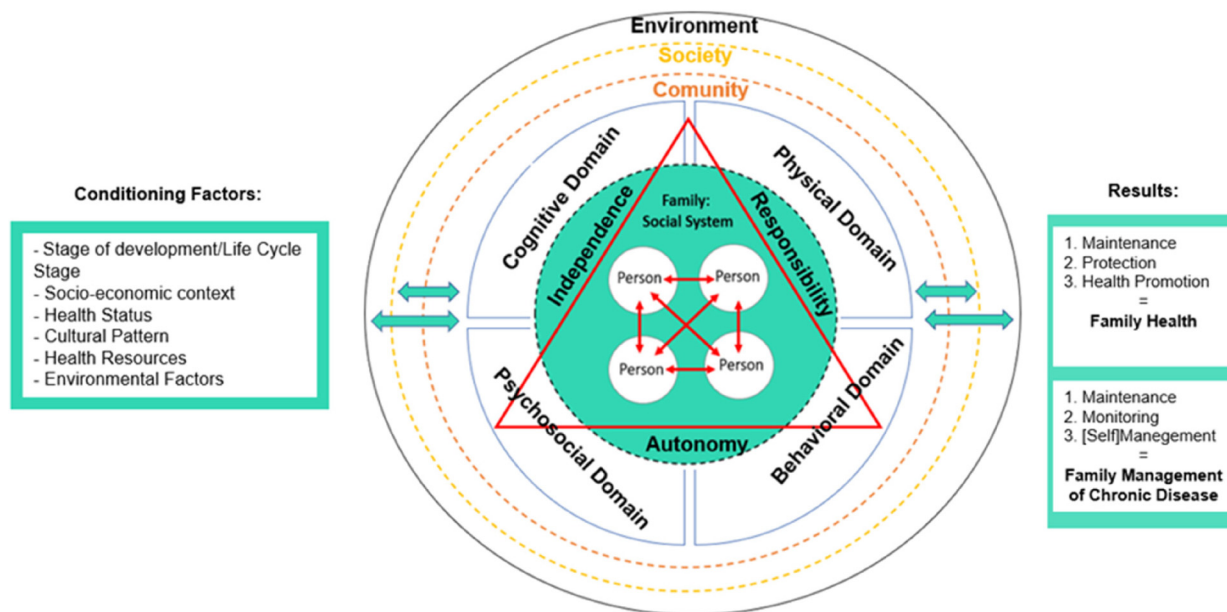 Environment
Society
Comunity
Cognitive Domain
Physical Domain
Psychosocial Domain
Behavioral Domain
Independence
Responsibility
Autonomy
Family:
Social System
Person
Person
Person
Person
Conditioning Factors:
- Stage of development/Life Cycle
Stage
- Socio-economic context
- Health Status
- Cultural Pattern
- Health Resources
- Environmental Factors
Results:
1. Maintenance
2. Protection
3. Health Promotion
=
Family Health
1. Maintenance
2. Monitoring
3. [Self]Manegement
=
Family Management
of Chronic Disease